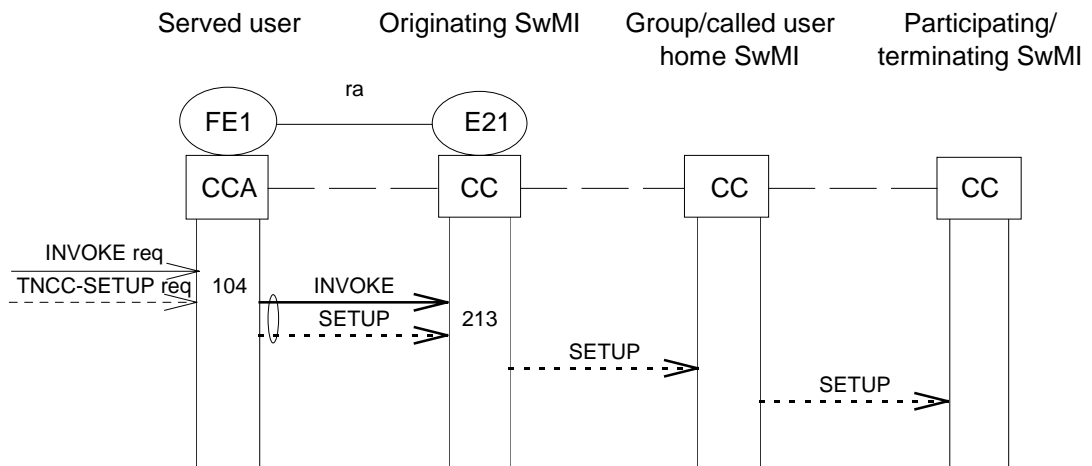 Served user
Originating SwMI
Group/called user
home SwMI
Participating/
terminating SwMI
ra
FE1
E21
CCA
CC
CC
CC
INVOKE req
TNCC-SETUP req
104
INVOKE
SETUP
213
SETUP
SETUP